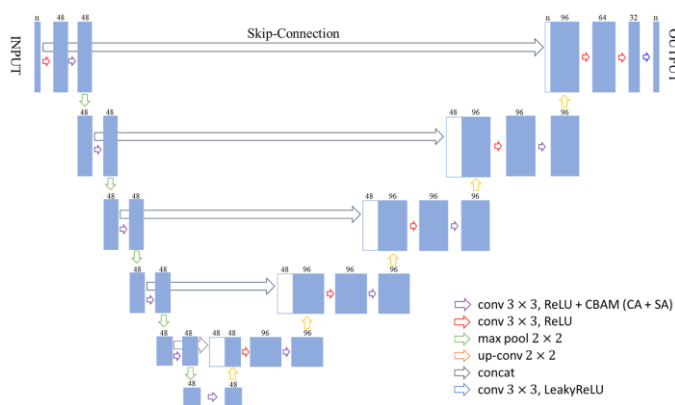 n 48 48 Skip-Connection n 96 64 32 n
INPUT
OUTPUT
48 48 48 96 96 96
48 48 48 96 96 96
48 48 48 96 96 96
48 48 48 48 96 96
48 48
conv 3 × 3, ReLU + CBAM (CA + SA)
conv 3 × 3, ReLU
max pool 2 × 2
up-conv 2 × 2
concat
conv 3 × 3, LeakyReLU